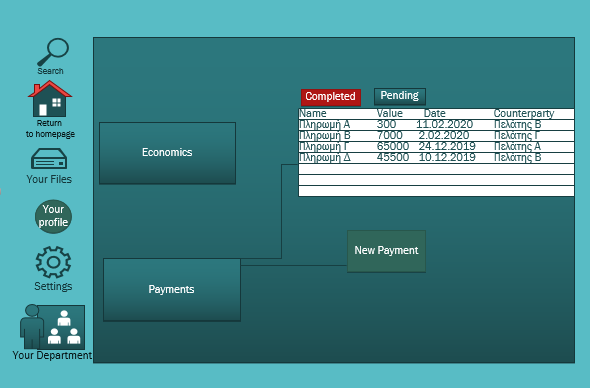 Search
Return
to homepage
Your Files
Your
profile
Settings
Your Department
Economics
Payments
Completed
Pending
Name Value Date Counterparty
Πληρωμή Α 300 11.02.2020 Πελάτης Β
Πληρωμή Β 7000 2.02.2020 Πελάτης Γ
Πληρωμή Γ 65000 24.12.2019 Πελάτης Α
Πληρωμή Δ 45500 10.12.2019 Πελάτης Β
New Payment